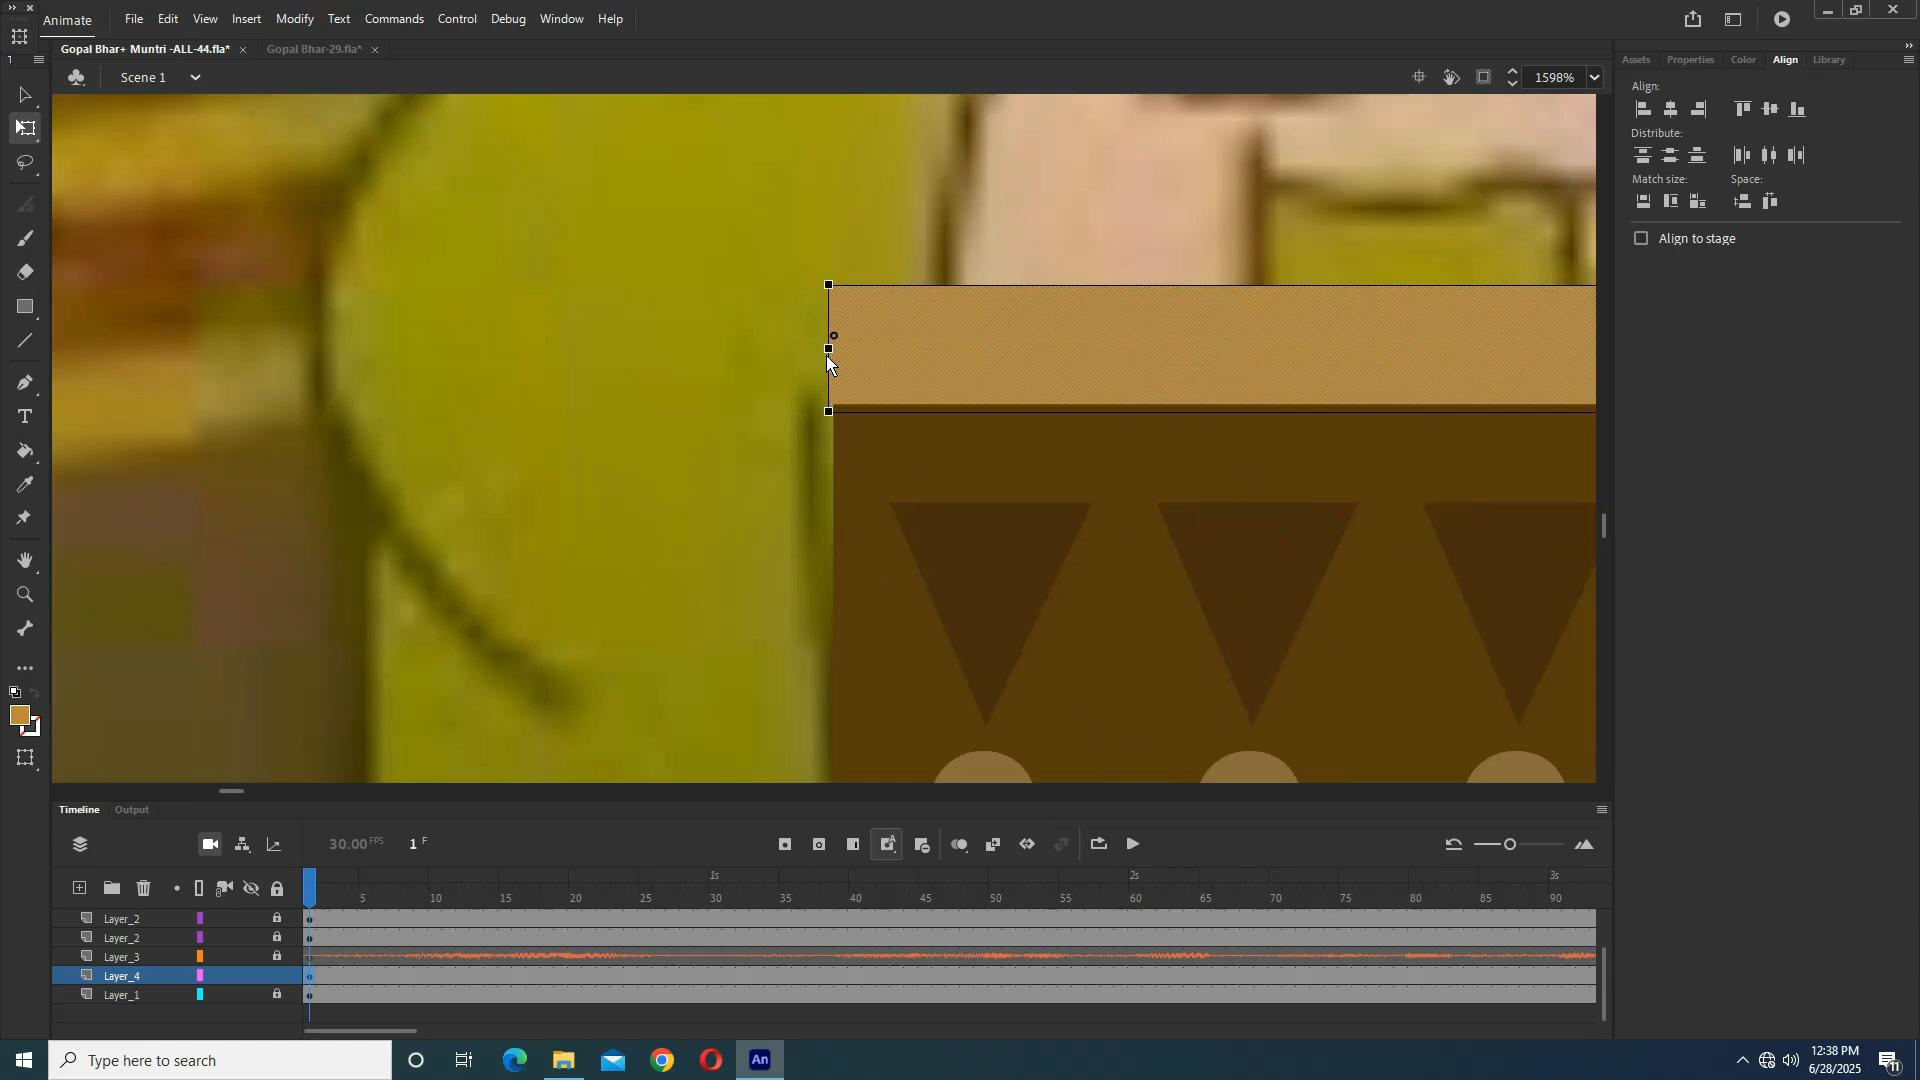 Animate
File Edit View Insert Modify Text Commands Control Debug Window Help
Gopal Bhar+ Muntri -ALL-44.fla* ×
Gopal Bhar-29.fla* ×
Scene 1
1598%
Assets Properties Color Align Library
Align:
Distribute:
Match size: Space:
Align to stage
Timeline Output
30.00 FPS 1 F
1s 2s 3s
5 10 15 20 25 30 35 40 45 50 55 60 65 70 75 80 85 90
Layer_2
Layer_2
Layer_3
Layer_4
Layer_1
Type here to search
An
12:38 PM
6/28/2025
11